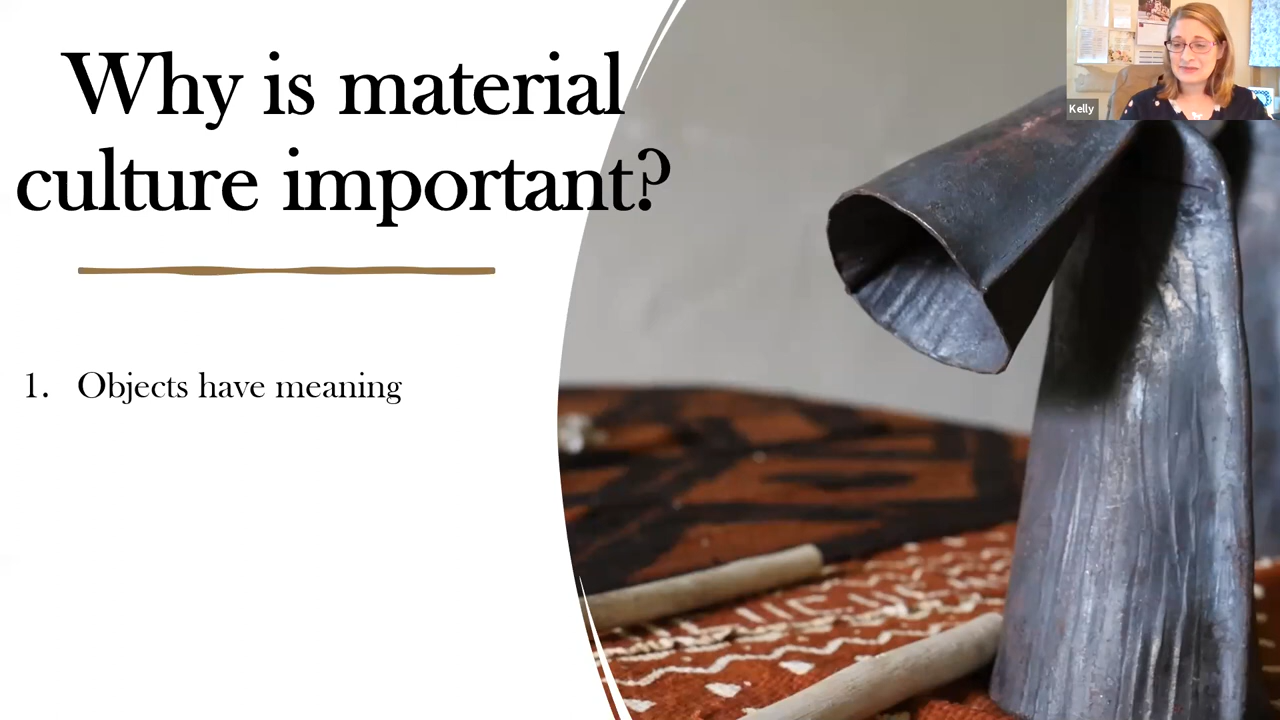 Why is material
culture important?
1. Objects have meaning
Kelly